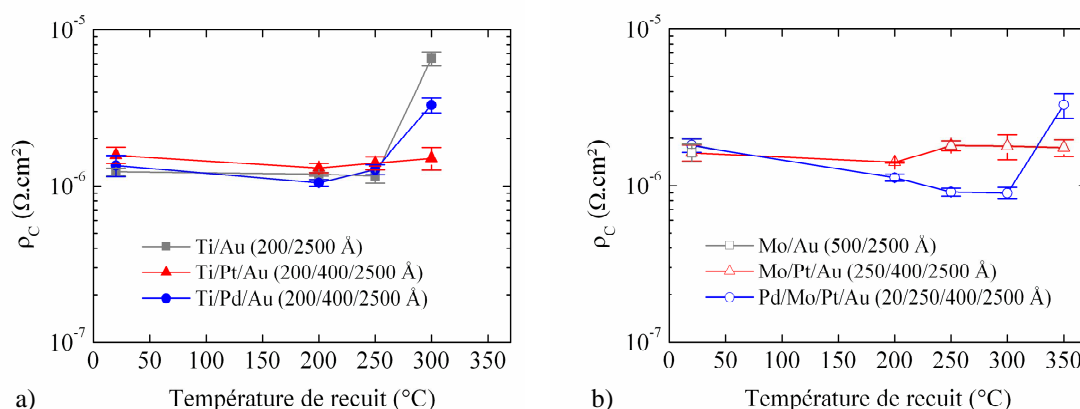 10⁻⁵
10⁻⁶
10⁻⁷
ρC (Ω.cm²)
Ti/Au (200/2500 Å)
Ti/Pt/Au (200/400/2500 Å)
Ti/Pd/Au (200/400/2500 Å)
0 50 100 150 200 250 300 350
Température de recuit (°C)
a)
10⁻⁵
10⁻⁶
10⁻⁷
ρC (Ω.cm²)
Mo/Au (500/2500 Å)
Mo/Pt/Au (250/400/2500 Å)
Pd/Mo/Pt/Au (20/250/400/2500 Å)
0 50 100 150 200 250 300 350
Température de recuit (°C)
b)